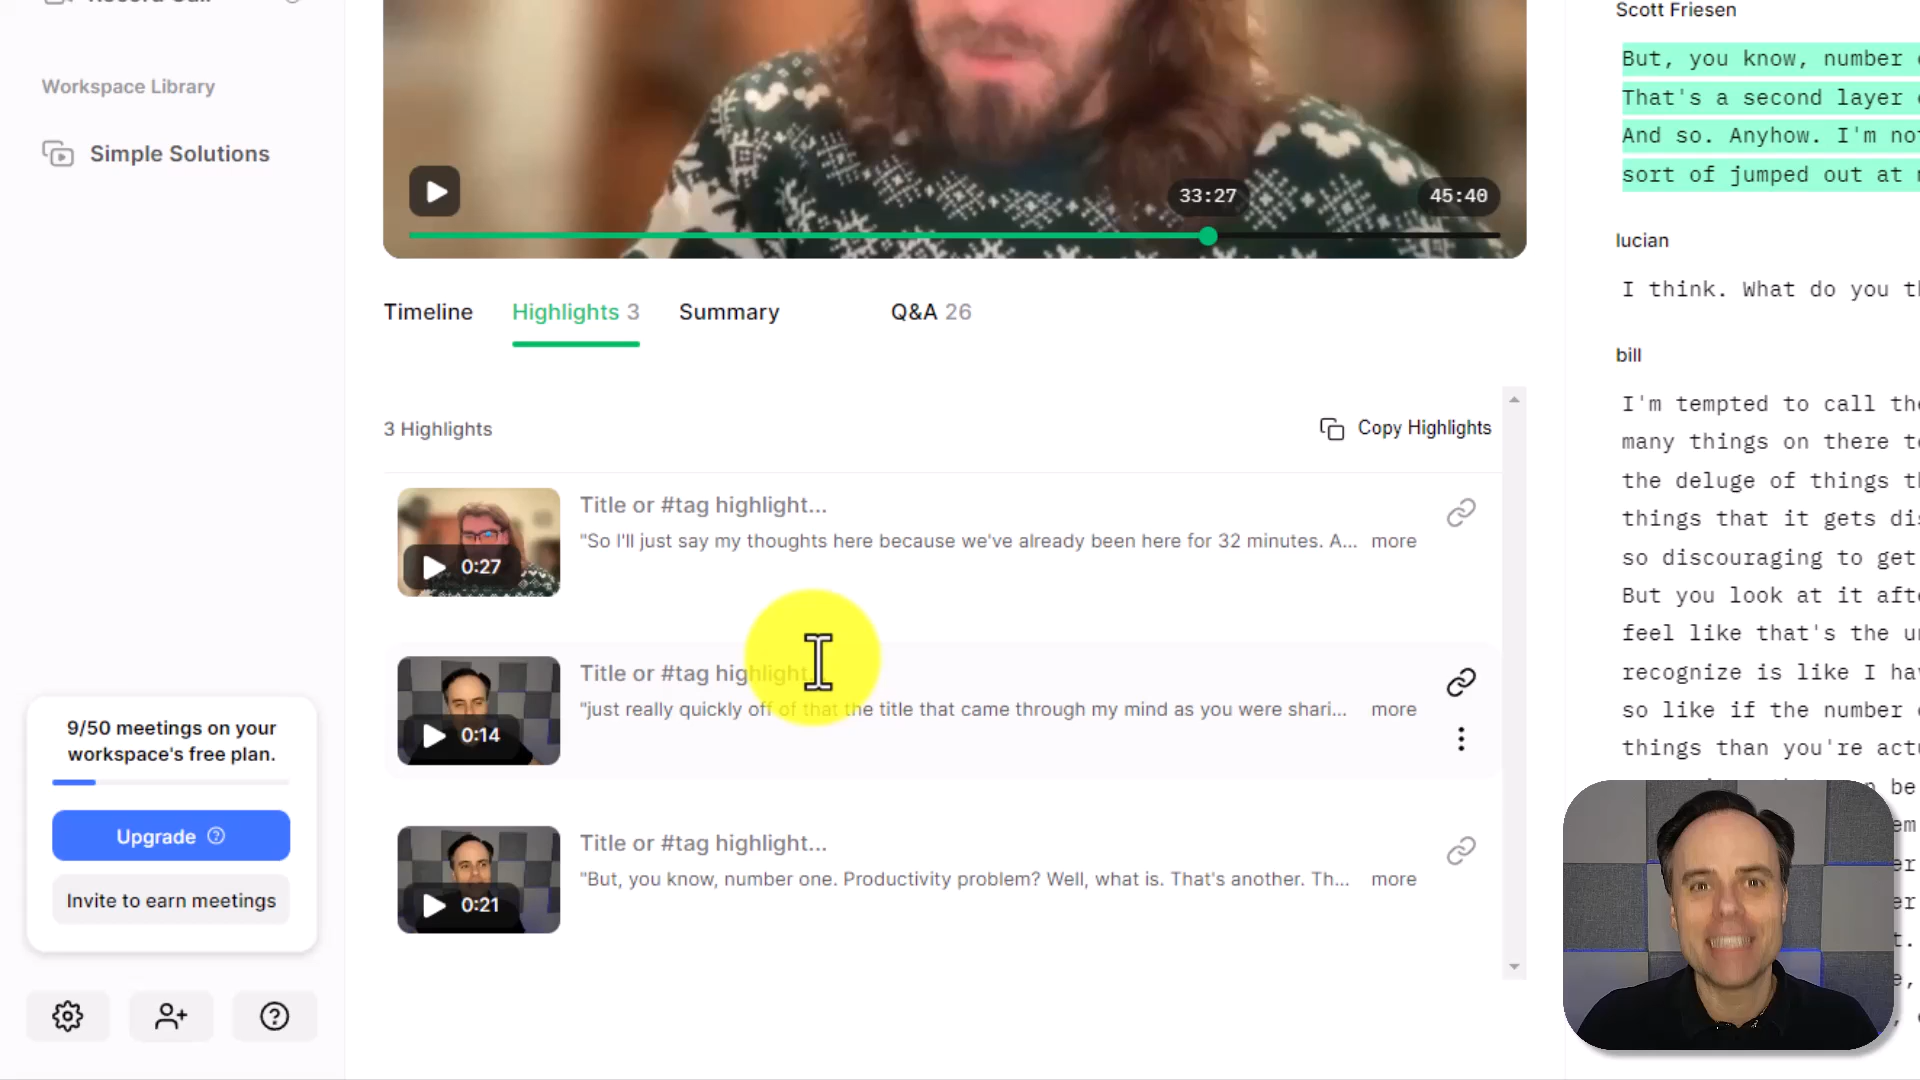 Record Call
Workspace Library
Simple Solutions
9/50 meetings on your
workspace's free plan.
Upgrade
Invite to earn meetings
33:27
45:40
Timeline
Highlights 3
Summary
Q&A 26
3 Highlights
Copy Highlights
Title or #tag highlight...
"So I'll just say my thoughts here because we've already been here for 32 minutes. A... more
0:27
Title or #tag highlight...
"just really quickly off of that the title that came through my mind as you were shari... more
0:14
Title or #tag highlight...
"But, you know, number one. Productivity problem? Well, what is. That's another. Th... more
0:21
Scott Friesen
But, you know, number
That's a second layer
And so. Anyhow. I'm
sort of jumped out at
lucian
I think. What do you
bill
I'm tempted to call
many things on there
the deluge of things
things that it gets
so discouraging to get
But you look at it
feel like that's the
recognize is like I
so like if the number
things than you're
be